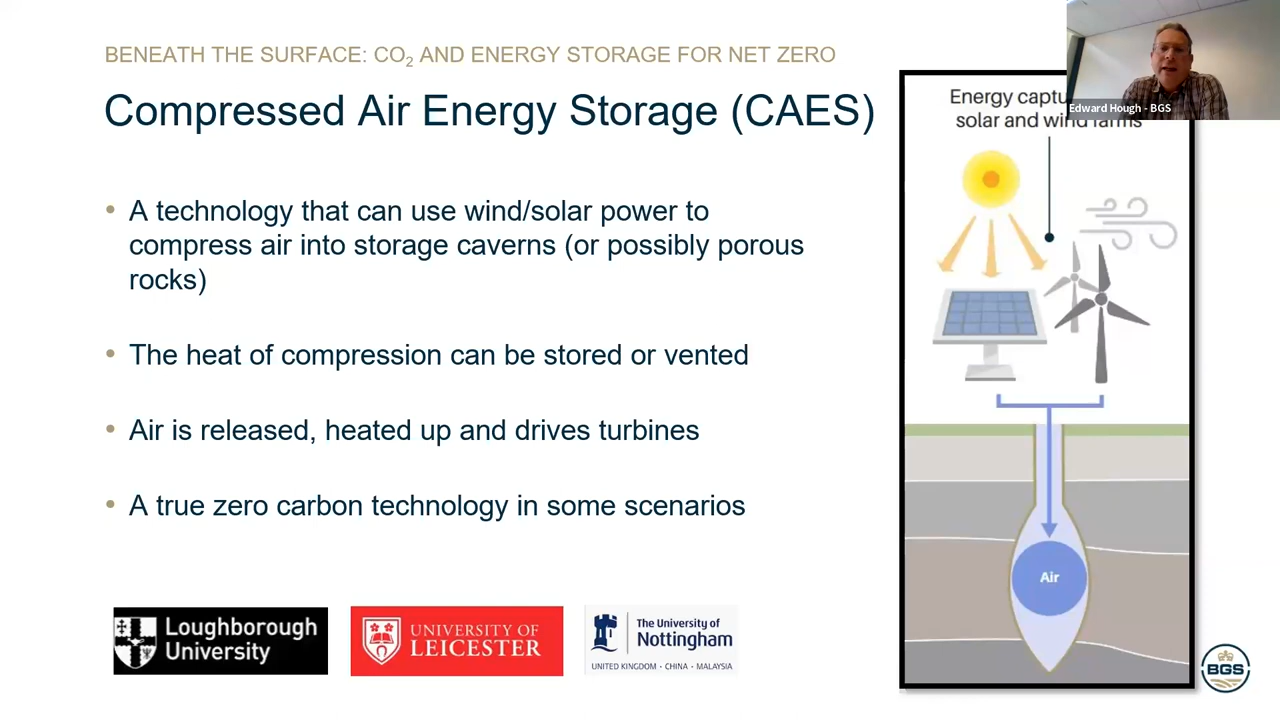 BENEATH THE SURFACE: CO₂ AND ENERGY STORAGE FOR NET ZERO
Compressed Air Energy Storage (CAES)
• A technology that can use wind/solar power to
compress air into storage caverns (or possibly porous
rocks)
• The heat of compression can be stored or vented
• Air is released, heated up and drives turbines
• A true zero carbon technology in some scenarios
Energy
solar and wind farms
Edward Hough - BGS
Air
Loughborough
University
UNIVERSITY OF
LEICESTER
The University of
Nottingham
UNITED KINGDOM · CHINA · MALAYSIA
BGS